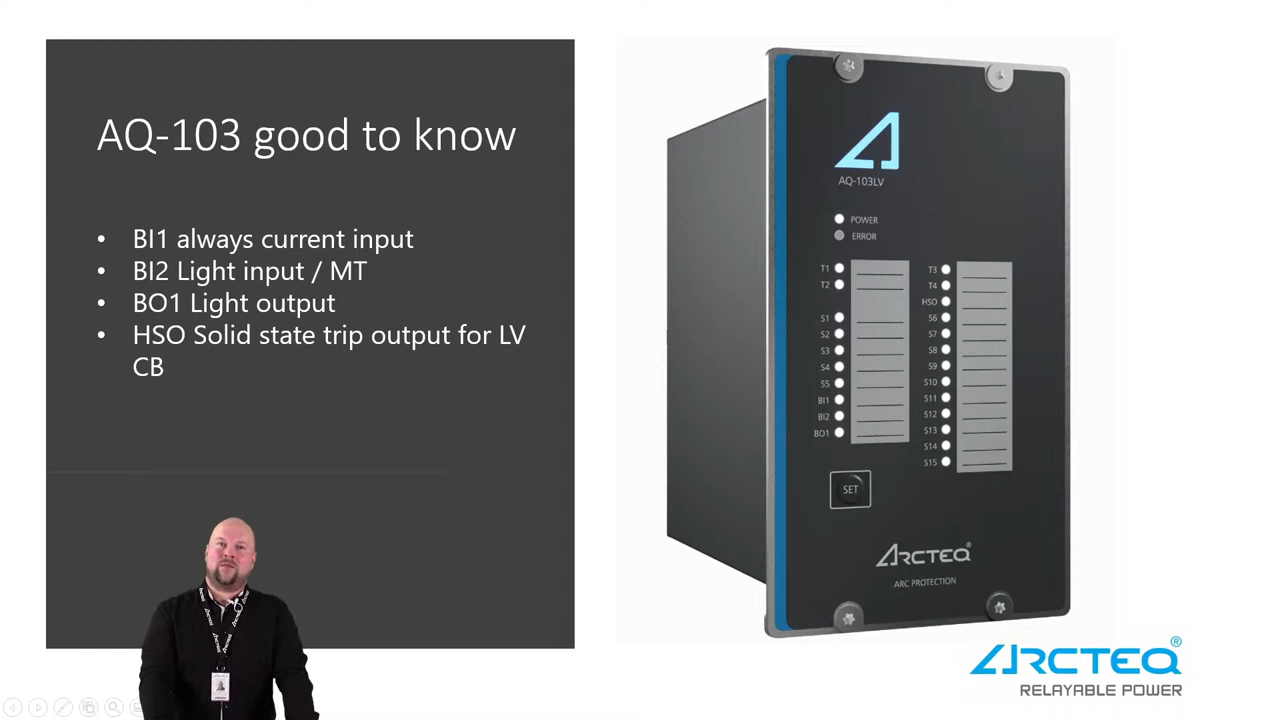 AQ-103 good to know
• BI1 always current input
• BI2 Light input / MT
• BO1 Light output
• HSO Solid state trip output for LV
CB
AQ-103LV
POWER
ERROR
T1
T2
S1
S2
S3
S4
S5
BI1
BI2
BO1
T3
T4
HSO
S6
S7
S8
S9
S10
S11
S12
S13
S14
S15
SET
ARCTEQ®
ARC PROTECTION
ARCTEQ®
RELAYABLE POWER
ARCTEQ